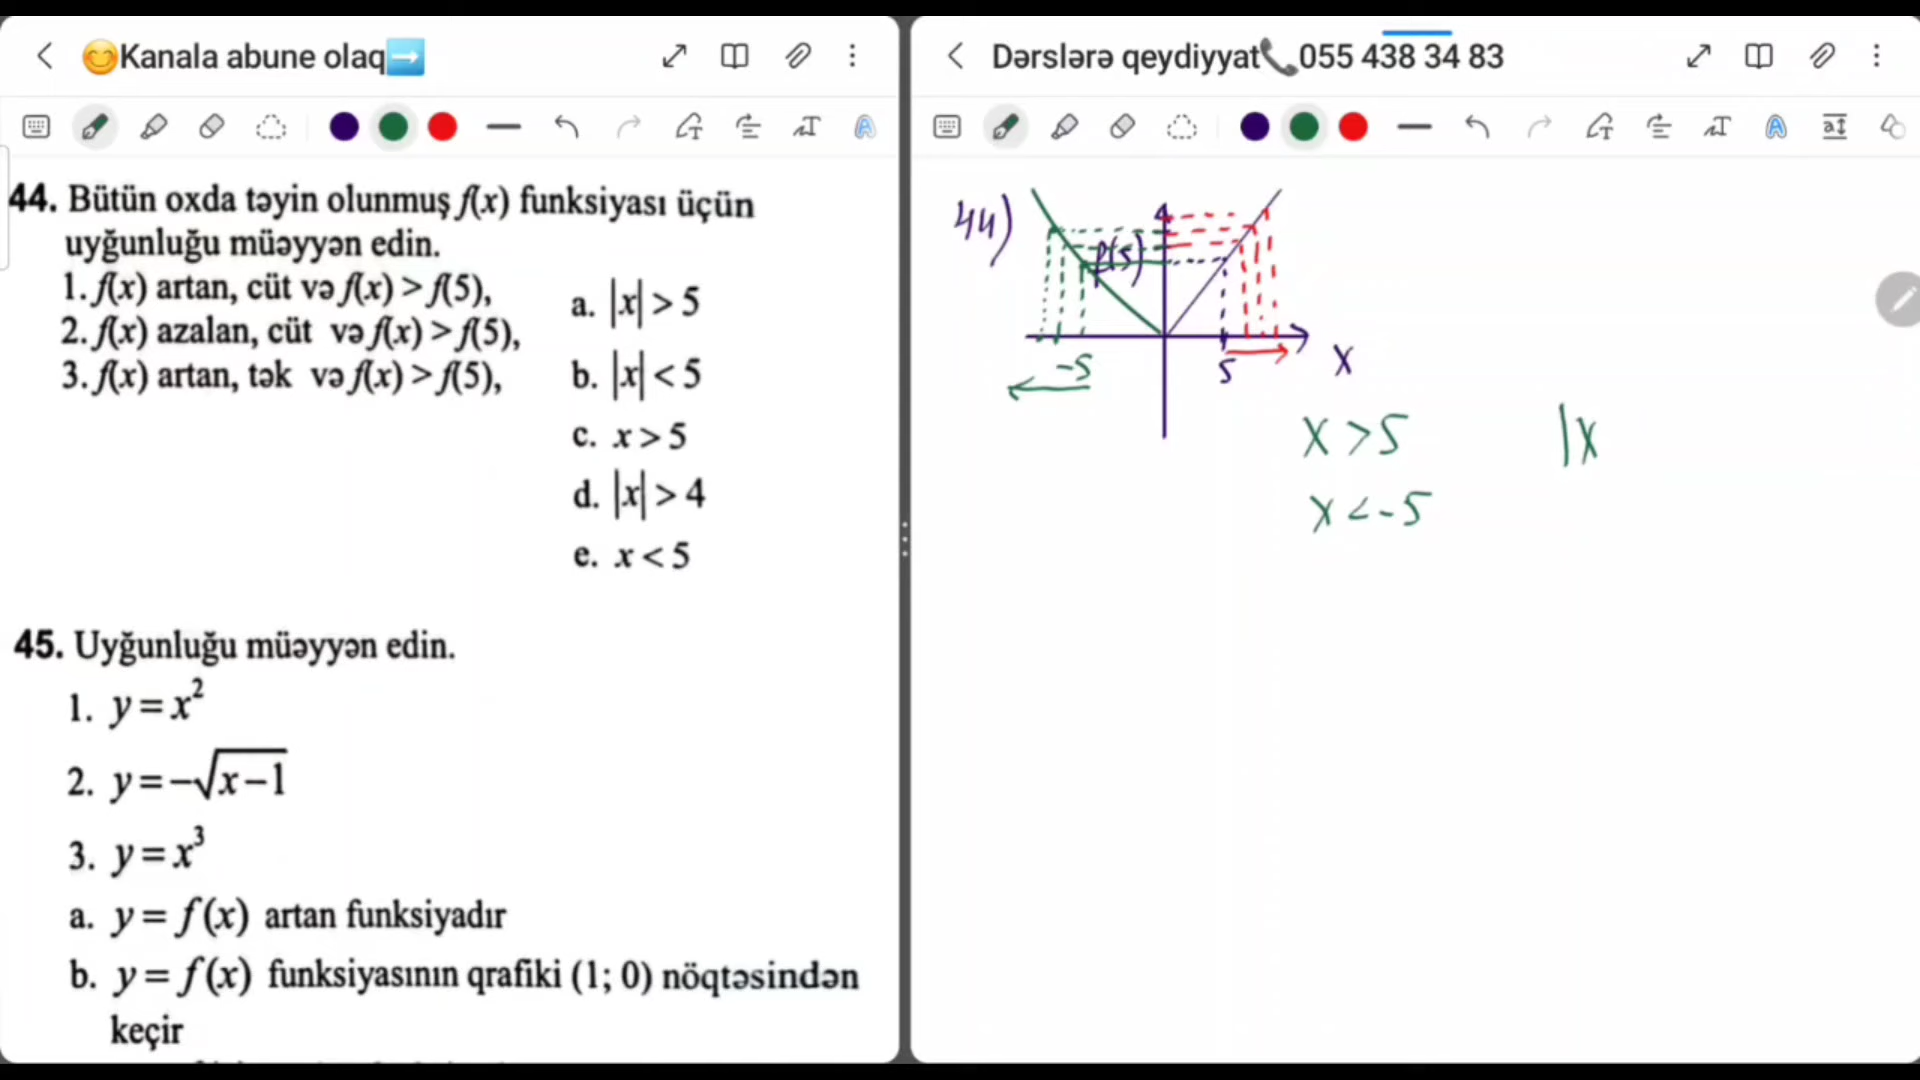 😊Kanala abune olaq➡️
44. Bütün oxda təyin olunmuş f(x) funksiyası üçün
uyğunluğu müəyyən edin.
1. f(x) artan, cüt və f(x) > f(5),
2. f(x) azalan, cüt və f(x) > f(5),
3. f(x) artan, tək və f(x) > f(5),
a. |x| > 5
b. |x| < 5
c. x > 5
d. |x| > 4
e. x < 5
45. Uyğunluğu müəyyən edin.
1. y = x²
2. y = −√(x−1)
3. y = x³
a. y = f(x) artan funksiyadır
b. y = f(x) funksiyasının qrafiki (1; 0) nöqtəsindən
keçir
Dərslərə qeydiyyat📞055 438 34 83
44)
f(5)
-5
5
x
x > 5
|x
x < -5